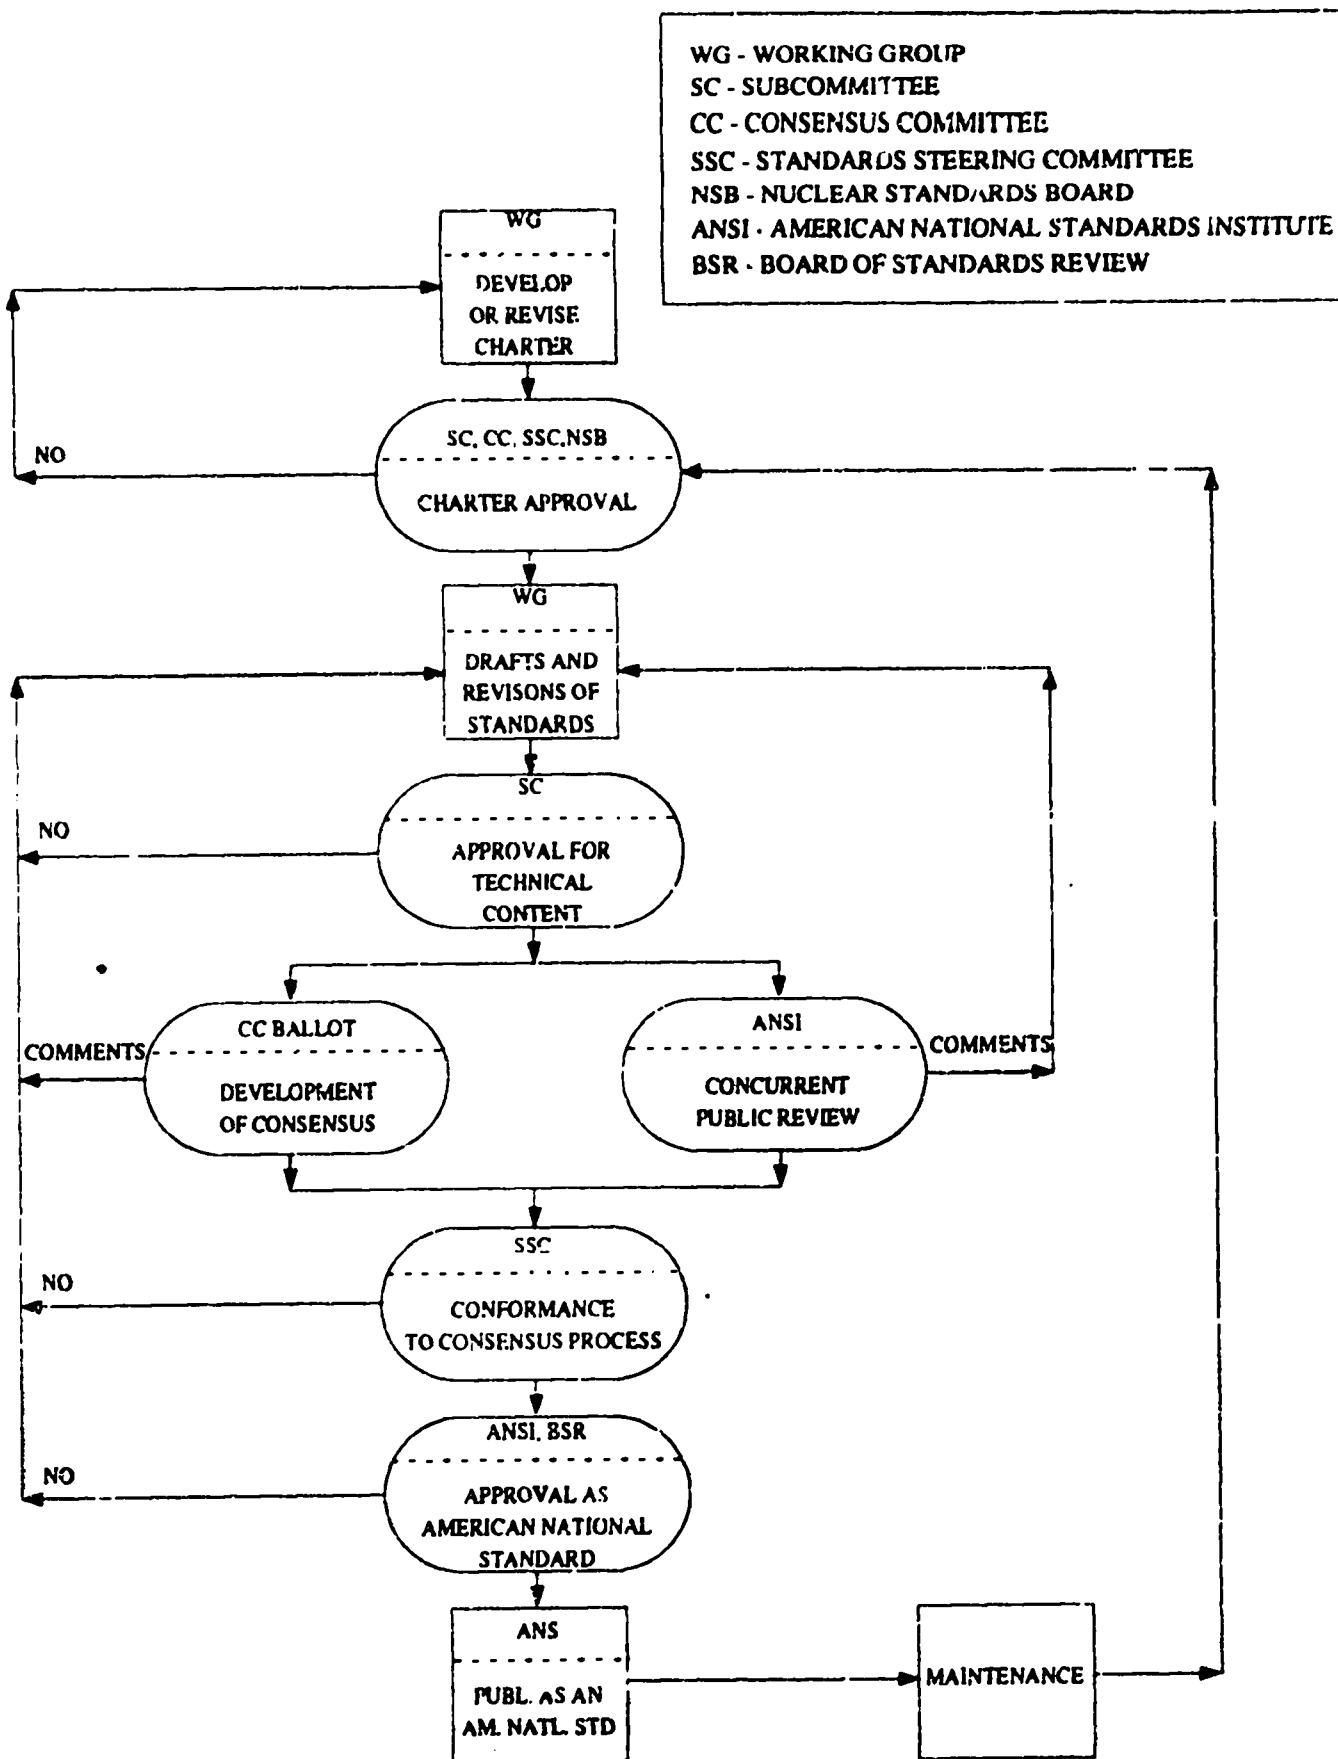 WG - WORKING GROUP
SC - SUBCOMMITTEE
CC - CONSENSUS COMMITTEE
SSC - STANDARDS STEERING COMMITTEE
NSB - NUCLEAR STANDARDS BOARD
ANSI - AMERICAN NATIONAL STANDARDS INSTITUTE
BSR - BOARD OF STANDARDS REVIEW
WG
DEVELOP
OR REVISE
CHARTER
SC, CC, SSC,NSB
NO
CHARTER APPROVAL
WG
DRAFTS AND
REVISONS OF
STANDARDS
SC
NO
APPROVAL FOR
TECHNICAL
CONTENT
CC BALLOT
COMMENTS
DEVELOPMENT
OF CONSENSUS
ANSI
COMMENTS
CONCURRENT
PUBLIC REVIEW
SSC
NO
CONFORMANCE
TO CONSENSUS PROCESS
ANSI, BSR
NO
APPROVAL AS
AMERICAN NATIONAL
STANDARD
ANS
PUBL. AS AN
AM. NATL. STD
MAINTENANCE